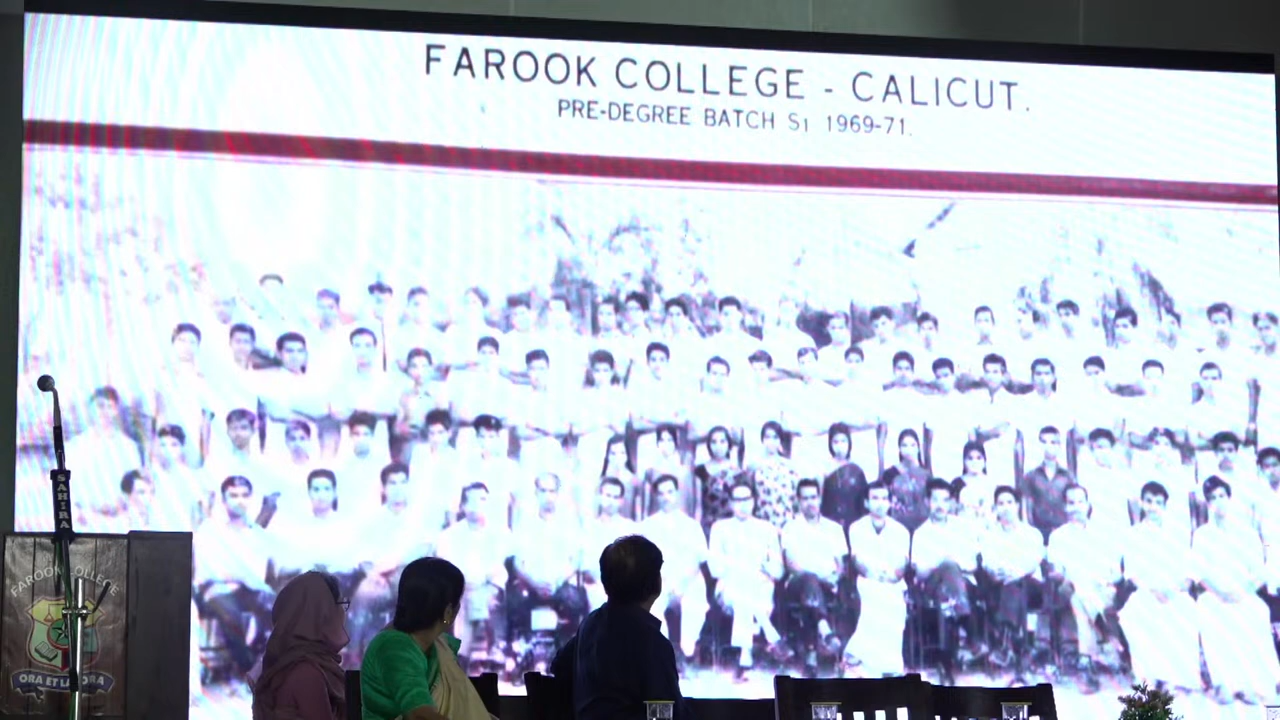 FAROOK COLLEGE - CALICUT.
PRE-DEGREE BATCH S1 1969-71.
SAHIRA
FAROOK COLLEGE
ORA ET LABORA